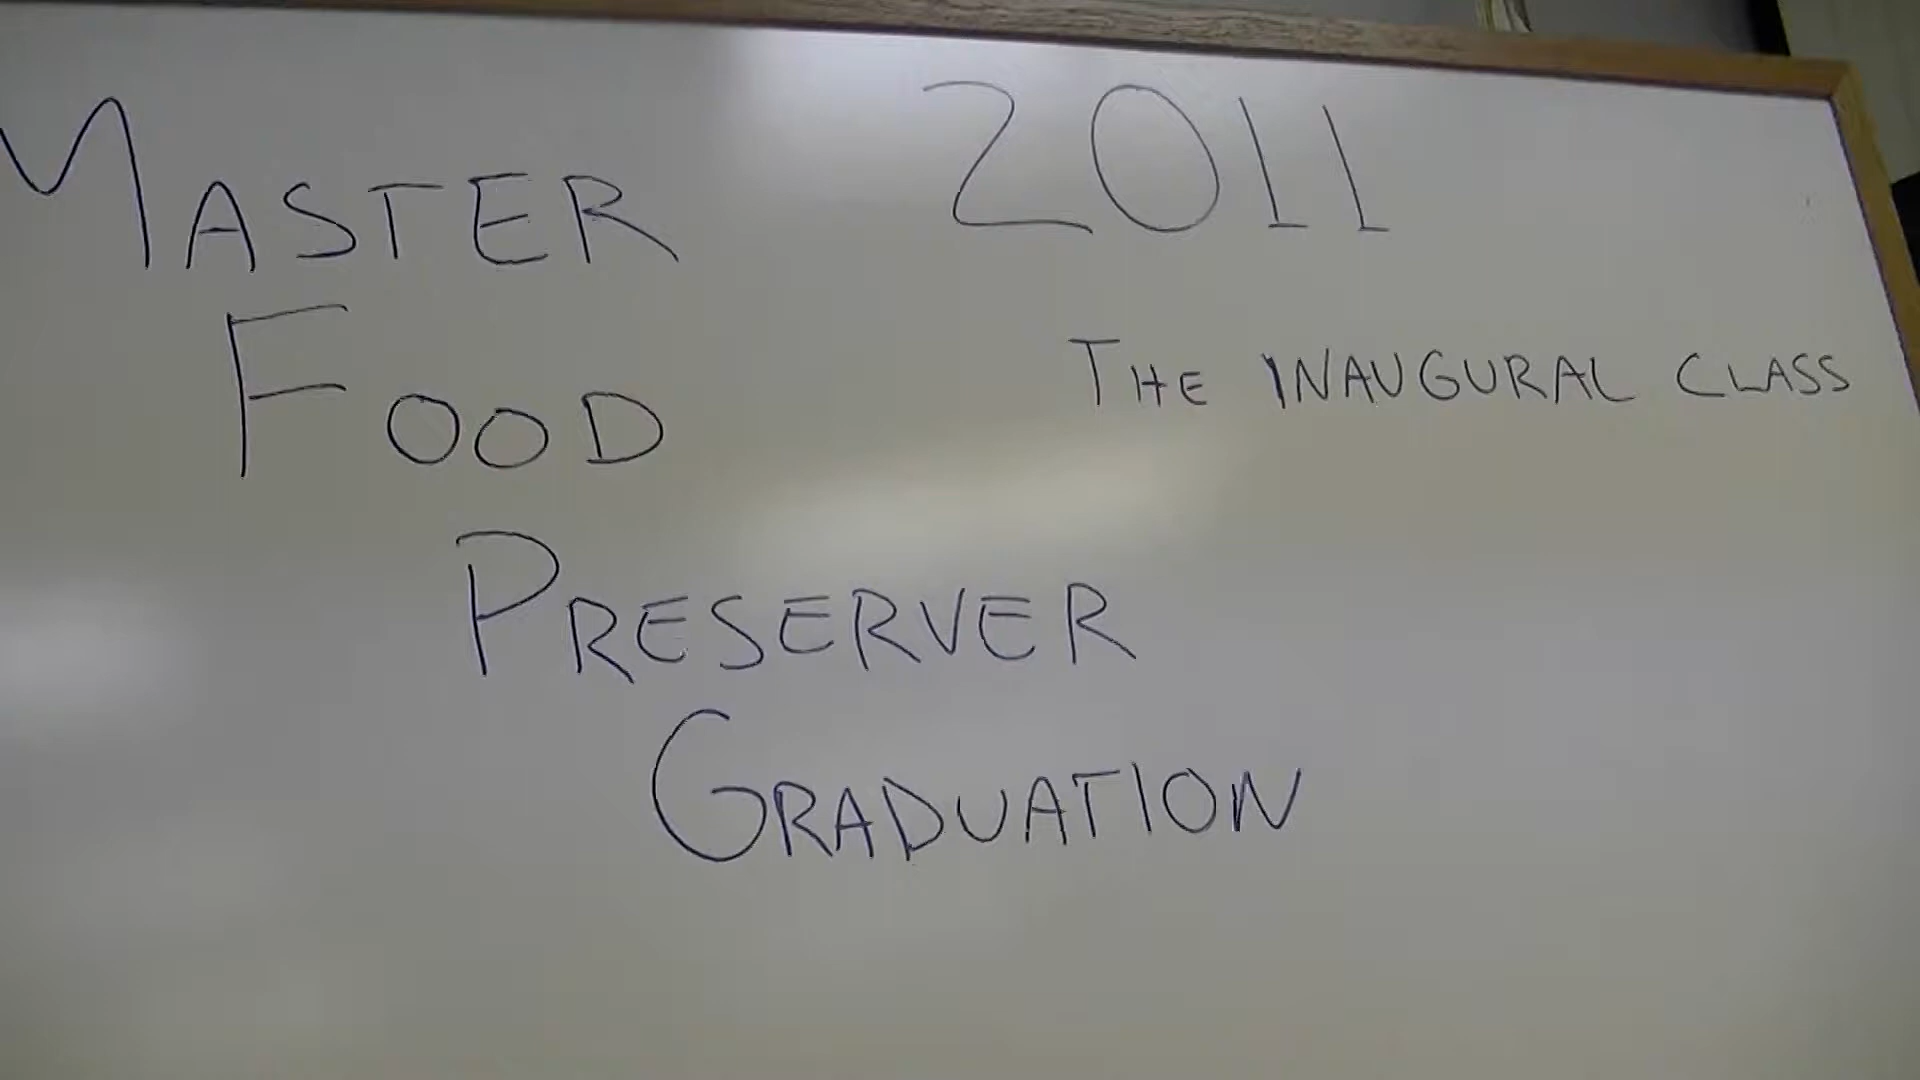 MASTER
FOOD
PRESERVER
GRADUATION
2011
THE INAUGURAL CLASS